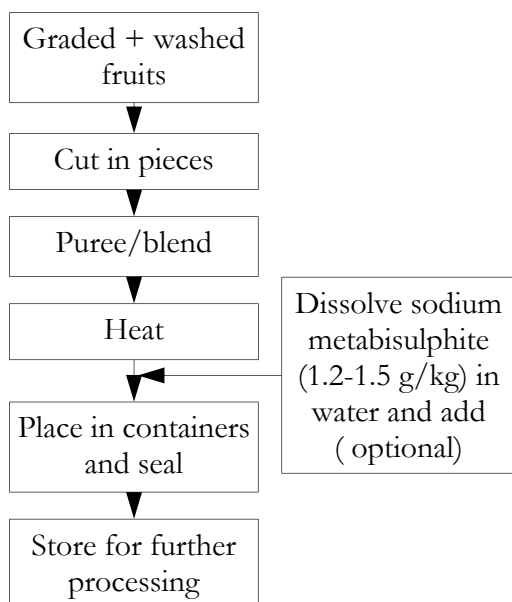 Graded + washed
fruits
Cut in pieces
Puree/blend
Heat
Dissolve sodium
metabisulphite
(1.2-1.5 g/kg) in
water and add
( optional)
Place in containers
and seal
Store for further
processing